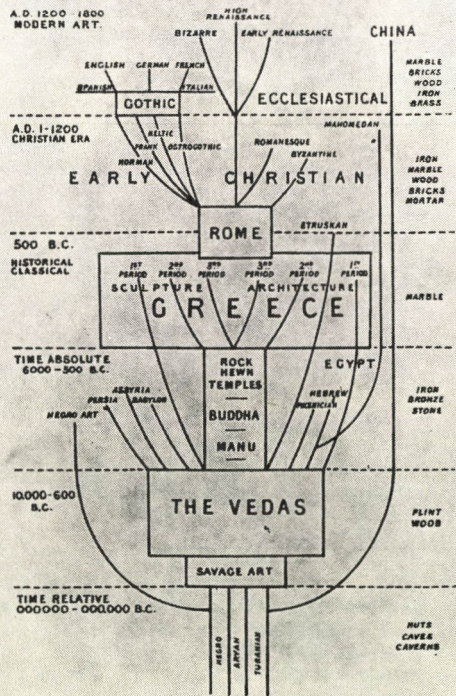 A.D. 1200-1800
MODERN ART.
HIGH
RENAISSANCE
BIZARRE
EARLY RENAISSANCE
CHINA
ENGLISH
GERMAN
FRENCH
SPANISH
ITALIAN
GOTHIC
ECCLESIASTICAL
MARBLE
BRICKS
WOOD
IRON
BRASS
A.D. 1-1200
CHRISTIAN ERA
MAHOMEDAN
KELTIC
FRANK
OSTROGOTHIC
NORMAN
ROMANESQUE
BYZANTINE
EARLY CHRISTIAN
IRON
MARBLE
WOOD
BRICKS
MORTAR
ROME
ETRUSKAN
500 B.C.
HISTORICAL
CLASSICAL
1ST PERIOD
2ND PERIOD
3RD PERIOD
3RD PERIOD
2ND PERIOD
1ST PERIOD
SCULPTURE
ARCHITECTURE
GREECE
MARBLE
TIME ABSOLUTE
6000-500 B.C.
ROCK
HEWN
TEMPLES
BUDDHA
MANU
EGYPT
ASSYRIA
BABYLON
PERSIA
NEGRO ART
HEBREW
PHENICIAN
IRON
BRONZE
STONE
10.000-600
B.C.
THE VEDAS
FLINT
WOOB
SAVAGE ART
TIME RELATIVE
000000-000.000 B.C.
NEGRO
ARYAN
TURANIAN
HUTS
CAVES
CAVERNS